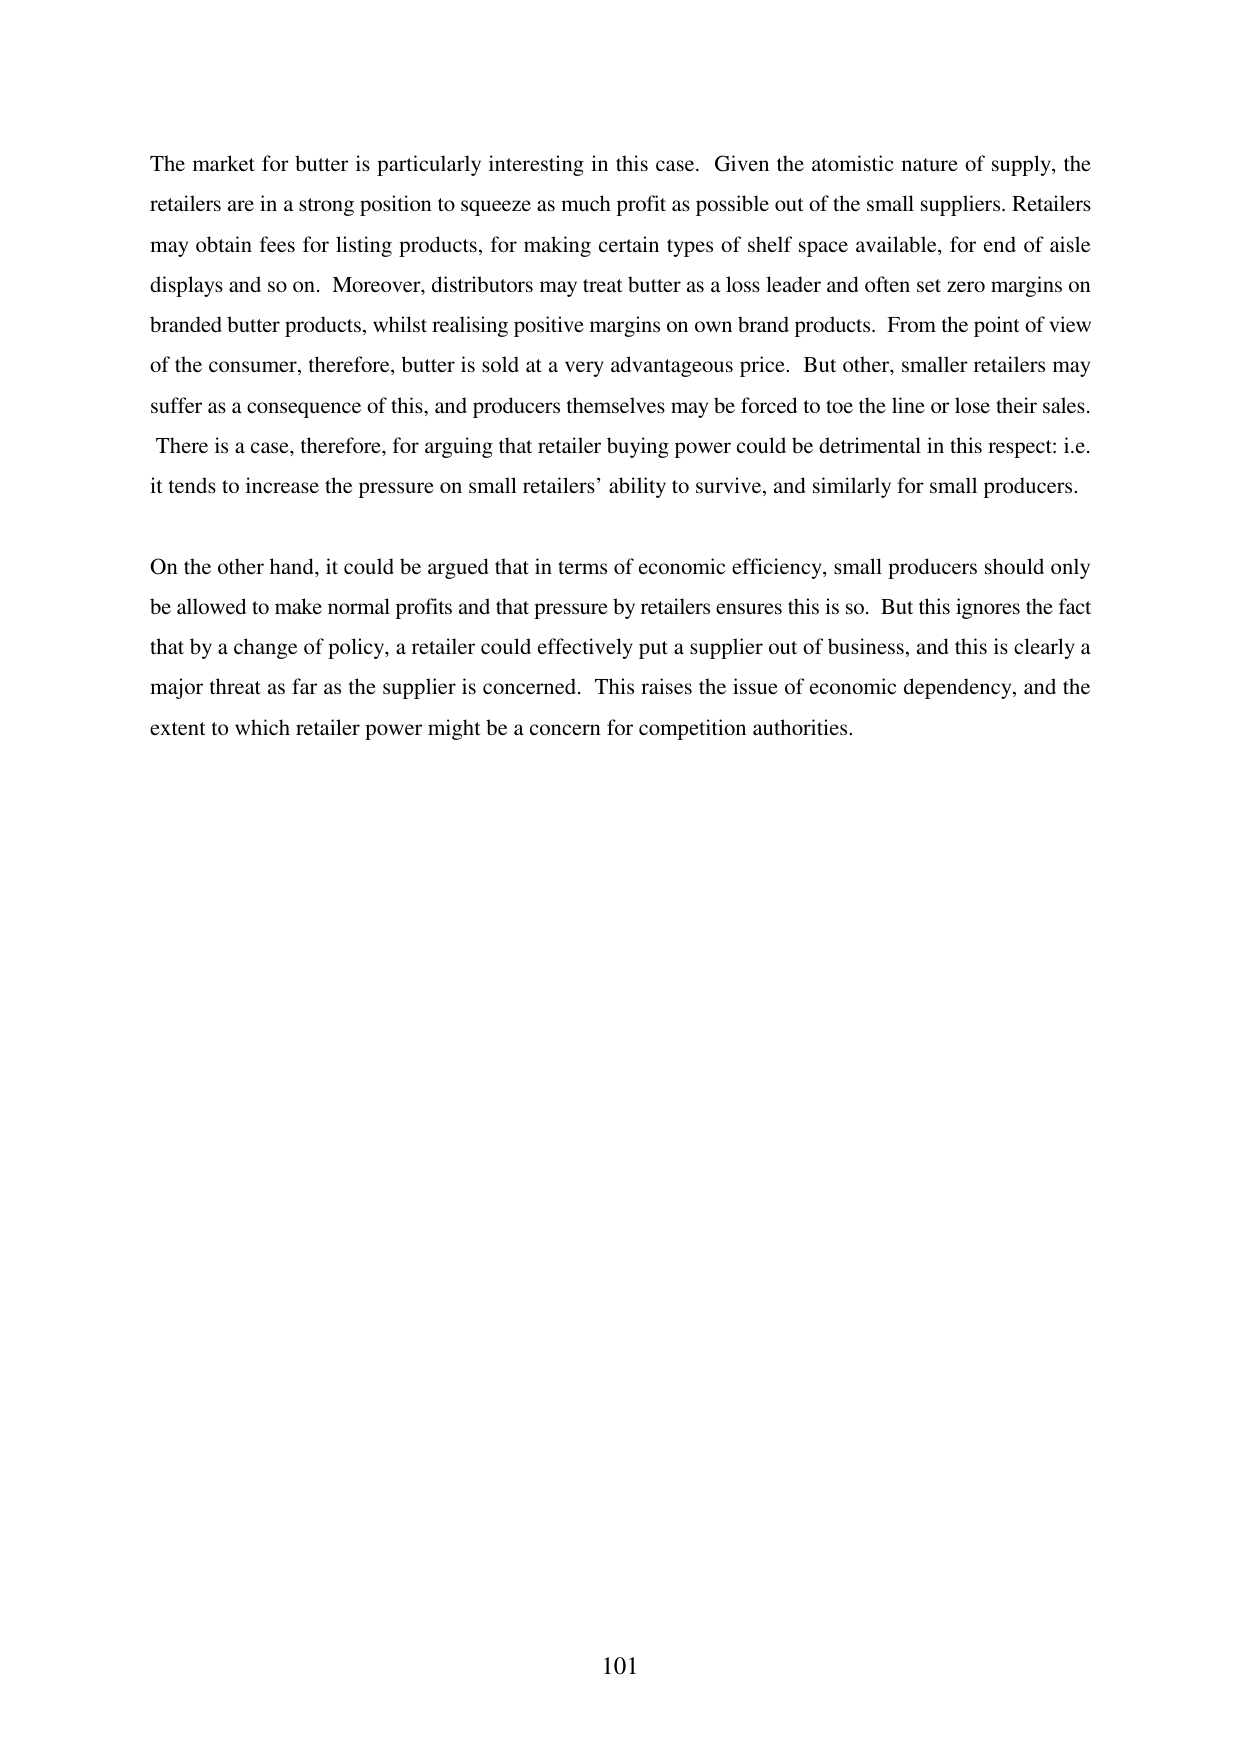 The market for butter is particularly interesting in this case.  Given the atomistic nature of supply, the
retailers are in a strong position to squeeze as much profit as possible out of the small suppliers. Retailers
may obtain fees for listing products, for making certain types of shelf space available, for end of aisle
displays and so on.  Moreover, distributors may treat butter as a loss leader and often set zero margins on
branded butter products, whilst realising positive margins on own brand products.  From the point of view
of the consumer, therefore, butter is sold at a very advantageous price.  But other, smaller retailers may
suffer as a consequence of this, and producers themselves may be forced to toe the line or lose their sales.
There is a case, therefore, for arguing that retailer buying power could be detrimental in this respect: i.e.
it tends to increase the pressure on small retailers’ ability to survive, and similarly for small producers.
On the other hand, it could be argued that in terms of economic efficiency, small producers should only
be allowed to make normal profits and that pressure by retailers ensures this is so.  But this ignores the fact
that by a change of policy, a retailer could effectively put a supplier out of business, and this is clearly a
major threat as far as the supplier is concerned.  This raises the issue of economic dependency, and the
extent to which retailer power might be a concern for competition authorities.
101